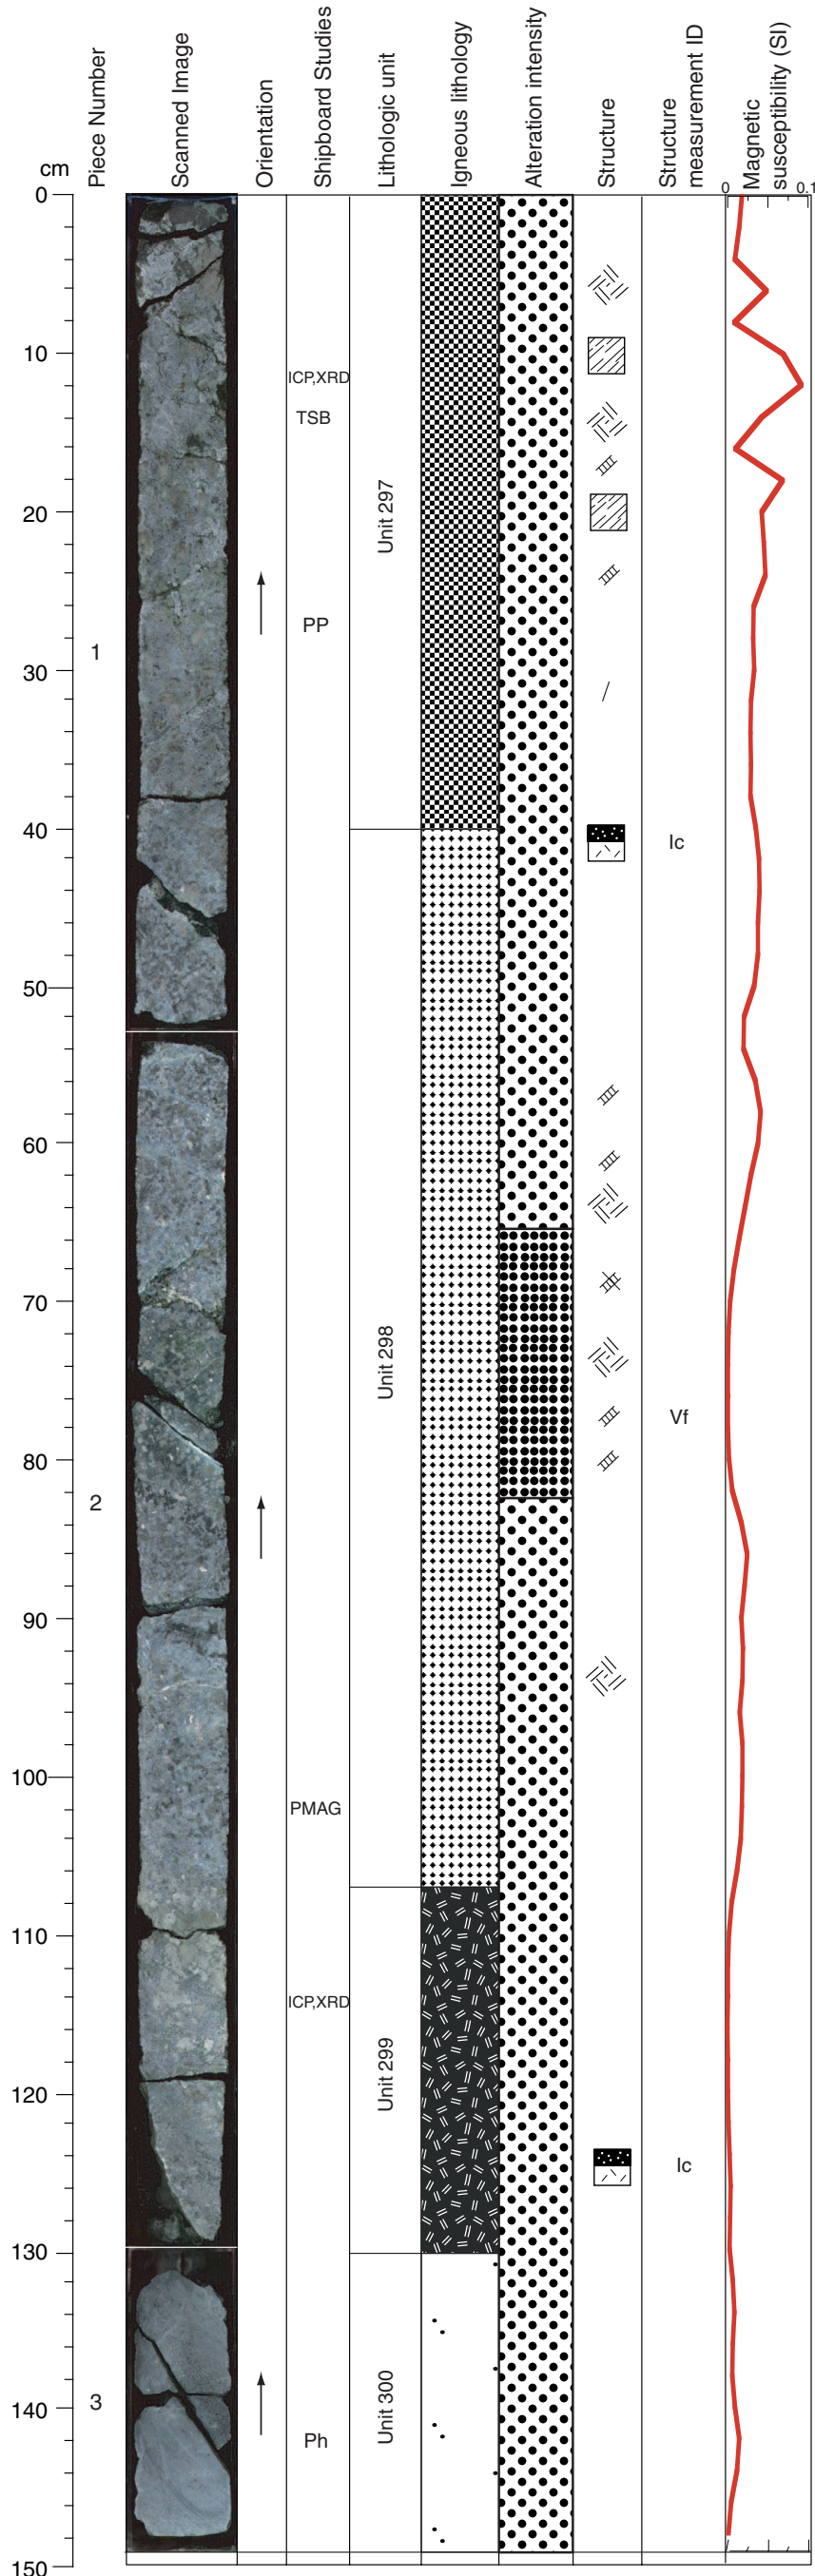 cm
Piece Number
Scanned Image
Orientation
Shipboard Studies
Lithologic unit
Igneous lithology
Alteration intensity
Structure
Structure
measurement ID
Magnetic
susceptibility (SI)
0
0
0.1
10
ICP,XRD
TSB
20
Unit 297
PP
1
30
40
Ic
50
60
70
Unit 298
Vf
80
2
90
100
PMAG
110
ICP,XRD
120
Unit 299
Ic
130
140
3
Unit 300
Ph
150